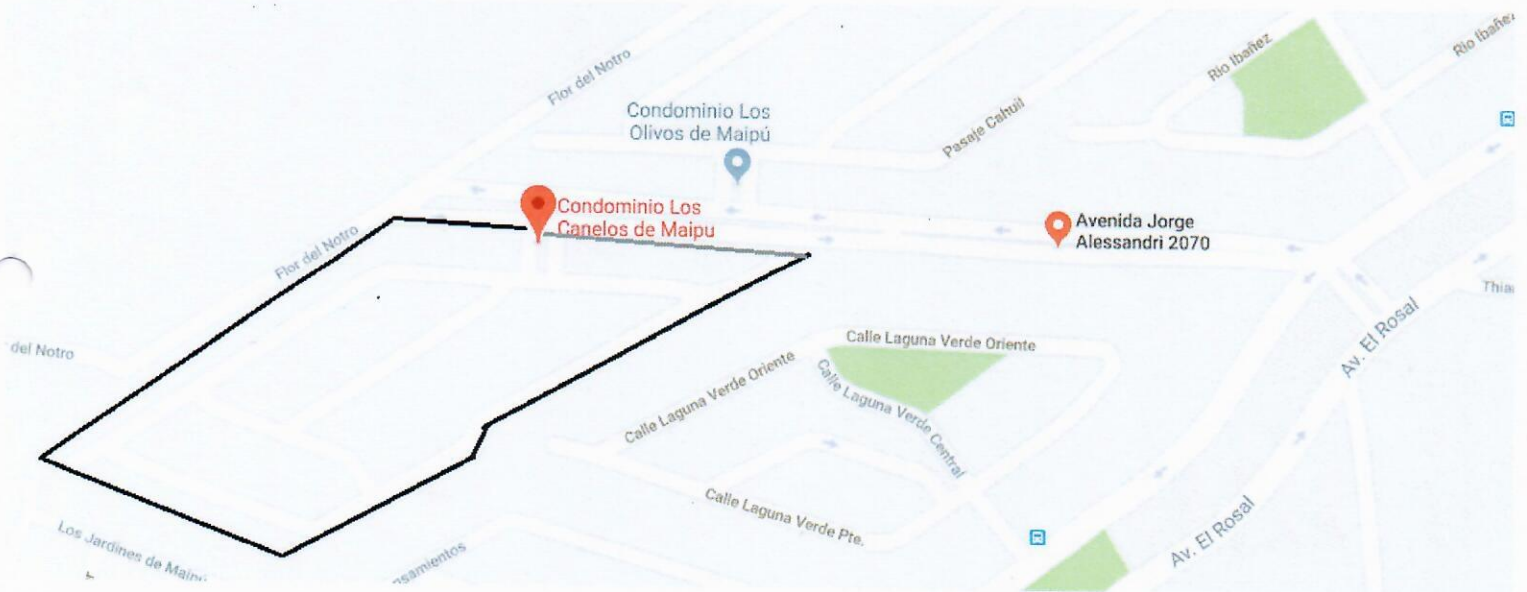 Flor del Notro
Condominio Los
Olivos de Maipú
Pasaje Cahuil
Río Ibañez
Rio Ibañez
Condominio Los
Canelos de Maipu
Avenida Jorge
Alessandri 2070
Flor del Notro
del Notro
Calle Laguna Verde Oriente
Calle Laguna Verde Oriente
Calle Laguna Verde Central
Av. El Rosal
Calle Laguna Verde Pte.
Av. El Rosal
Los Jardines de Maipú